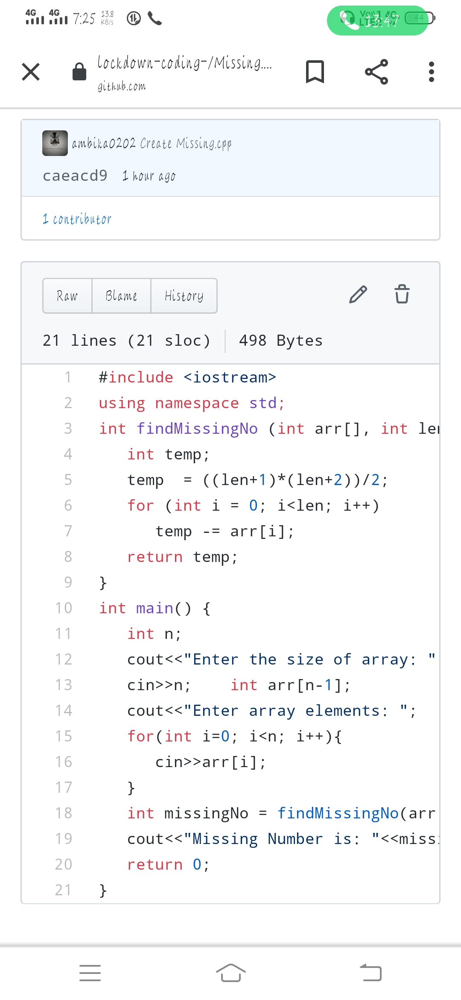 4G 4G 7:25 13.8 KB/s 13:47 44
lockdown-coding-/Missing....
github.com
ambika0202 Create Missing.cpp
caeacd9 1 hour ago
1 contributor
Raw Blame History
21 lines (21 sloc) 498 Bytes
1 #include <iostream>
2 using namespace std;
3 int findMissingNo (int arr[], int len
4 int temp;
5 temp = ((len+1)*(len+2))/2;
6 for (int i = 0; i<len; i++)
7 temp -= arr[i];
8 return temp;
9 }
10 int main() {
11 int n;
12 cout<<"Enter the size of array: "
13 cin>>n; int arr[n-1];
14 cout<<"Enter array elements: ";
15 for(int i=0; i<n; i++){
16 cin>>arr[i];
17 }
18 int missingNo = findMissingNo(arr
19 cout<<"Missing Number is: "<<miss
20 return 0;
21 }